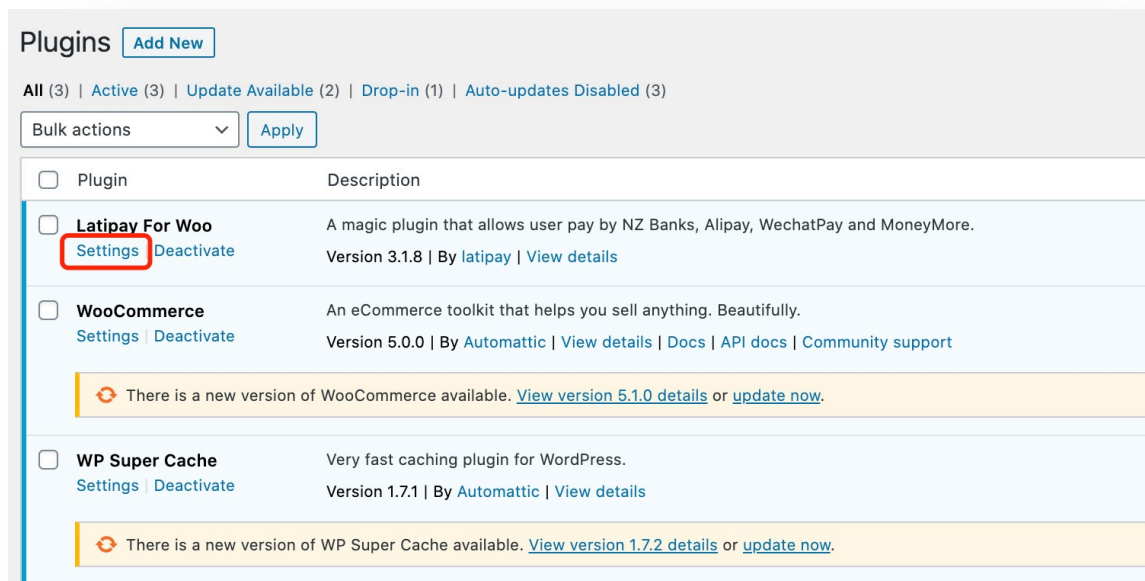 Plugins Add New
All (3) | Active (3) | Update Available (2) | Drop-in (1) | Auto-updates Disabled (3)
Bulk actions Apply
Plugin Description
Latipay For Woo A magic plugin that allows user pay by NZ Banks, Alipay, WechatPay and MoneyMore.
Settings | Deactivate Version 3.1.8 | By latipay | View details
WooCommerce An eCommerce toolkit that helps you sell anything. Beautifully.
Settings | Deactivate Version 5.0.0 | By Automattic | View details | Docs | API docs | Community support
There is a new version of WooCommerce available. View version 5.1.0 details or update now.
WP Super Cache Very fast caching plugin for WordPress.
Settings | Deactivate Version 1.7.1 | By Automattic | View details
There is a new version of WP Super Cache available. View version 1.7.2 details or update now.